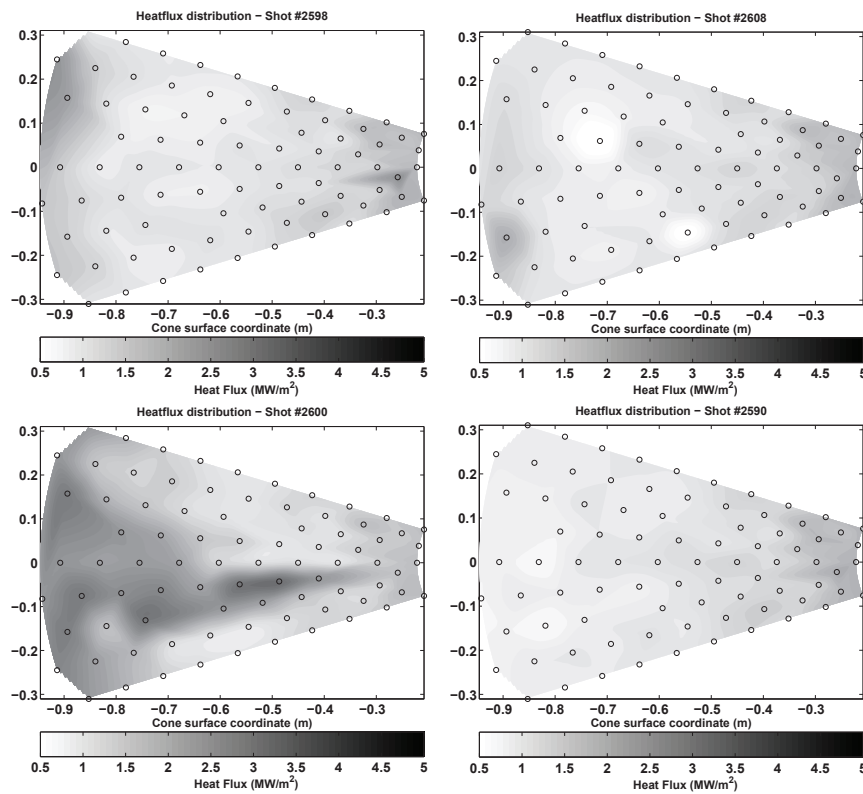 Heatflux distribution − Shot #2598
0.3
0.2
0.1
0
−0.1
−0.2
−0.3
−0.9 −0.8 −0.7 −0.6 −0.5 −0.4 −0.3
Cone surface coordinate (m)
0.5 1 1.5 2 2.5 3 3.5 4 4.5 5
Heat Flux (MW/m²)
Heatflux distribution − Shot #2608
0.3
0.2
0.1
0
−0.1
−0.2
−0.3
−0.9 −0.8 −0.7 −0.6 −0.5 −0.4 −0.3
Cone surface coordinate (m)
0.5 1 1.5 2 2.5 3 3.5 4 4.5 5
Heat Flux (MW/m²)
Heatflux distribution − Shot #2600
0.3
0.2
0.1
0
−0.1
−0.2
−0.3
−0.9 −0.8 −0.7 −0.6 −0.5 −0.4 −0.3
Cone surface coordinate (m)
0.5 1 1.5 2 2.5 3 3.5 4 4.5 5
Heat Flux (MW/m²)
Heatflux distribution − Shot #2590
0.3
0.2
0.1
0
−0.1
−0.2
−0.3
−0.9 −0.8 −0.7 −0.6 −0.5 −0.4 −0.3
Cone surface coordinate (m)
0.5 1 1.5 2 2.5 3 3.5 4 4.5 5
Heat Flux (MW/m²)